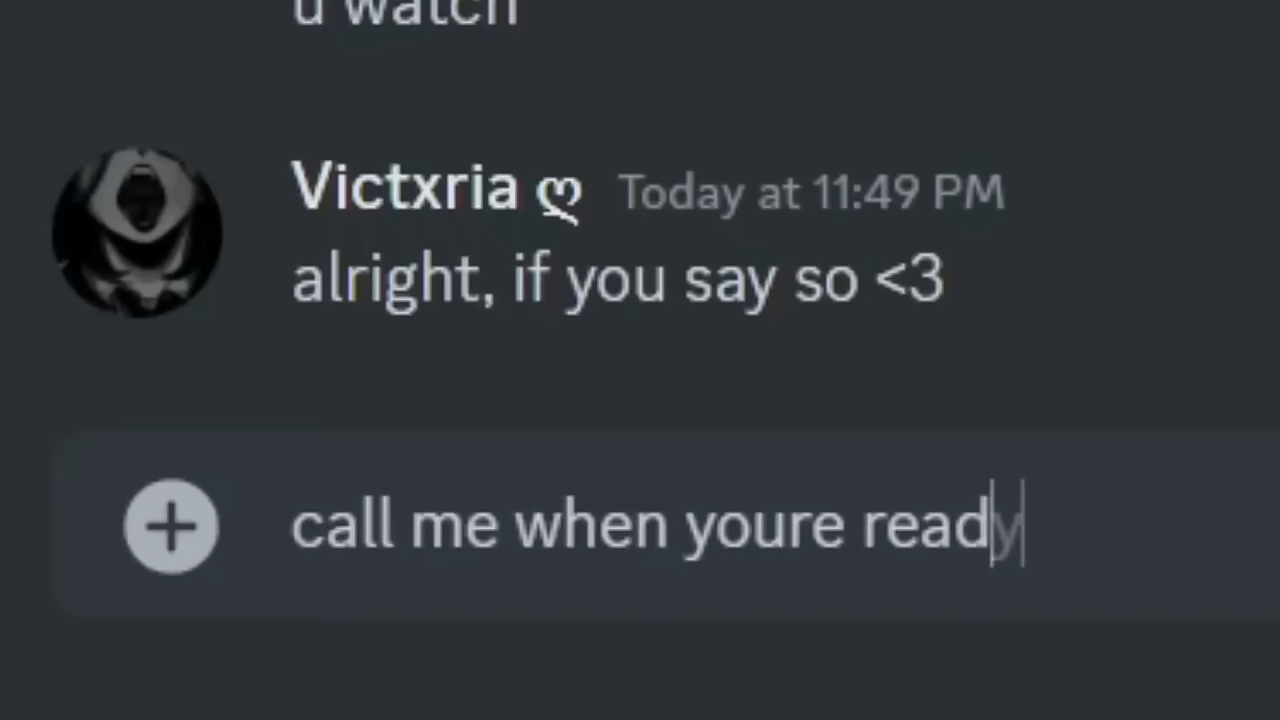 u watch
Victxria ღ Today at 11:49 PM
alright, if you say so <3
call me when youre ready